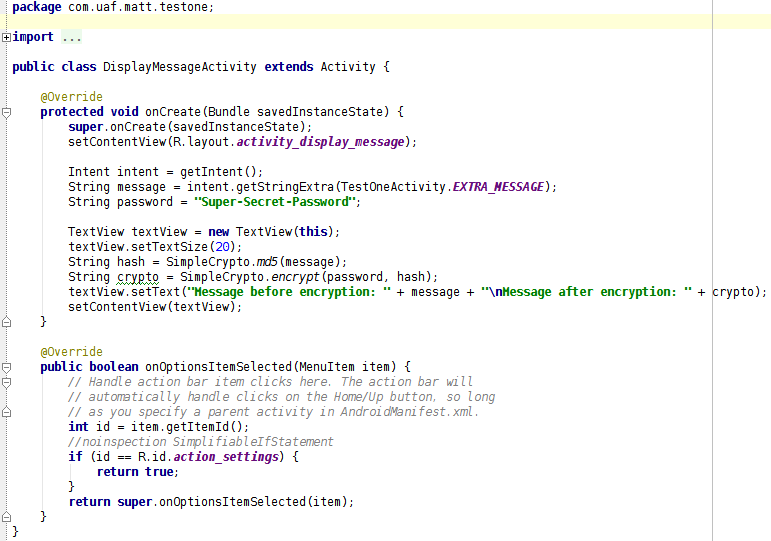 package com.uaf.matt.testone;
import ...
public class DisplayMessageActivity extends Activity {
@Override
protected void onCreate(Bundle savedInstanceState) {
super.onCreate(savedInstanceState);
setContentView(R.layout.activity_display_message);
Intent intent = getIntent();
String message = intent.getStringExtra(TestOneActivity.EXTRA_MESSAGE);
String password = "Super-Secret-Password";
TextView textView = new TextView(this);
textView.setTextSize(20);
String hash = SimpleCrypto.md5(message);
String crypto = SimpleCrypto.encrypt(password, hash);
textView.setText("Message before encryption: " + message + "\nMessage after encryption: " + crypto);
setContentView(textView);
}
@Override
public boolean onOptionsItemSelected(MenuItem item) {
// Handle action bar item clicks here. The action bar will
// automatically handle clicks on the Home/Up button, so long
// as you specify a parent activity in AndroidManifest.xml.
int id = item.getItemId();
//noinspection SimplifiableIfStatement
if (id == R.id.action_settings) {
return true;
}
return super.onOptionsItemSelected(item);
}
}